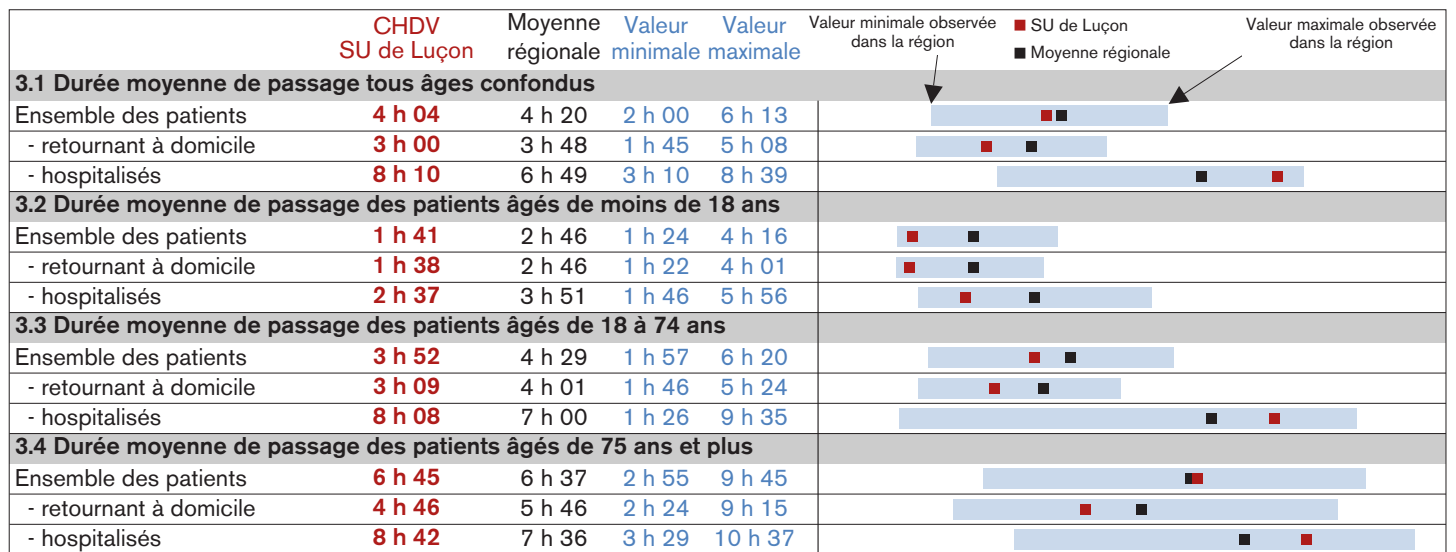 CHDV Moyenne Valeur Valeur Valeur minimale observée ■ SU de Luçon Valeur maximale observée
SU de Luçon régionale minimale maximale dans la région ■ Moyenne régionale dans la région
3.1 Durée moyenne de passage tous âges confondus
Ensemble des patients 4 h 04 4 h 20 2 h 00 6 h 13
- retournant à domicile 3 h 00 3 h 48 1 h 45 5 h 08
- hospitalisés 8 h 10 6 h 49 3 h 10 8 h 39
3.2 Durée moyenne de passage des patients âgés de moins de 18 ans
Ensemble des patients 1 h 41 2 h 46 1 h 24 4 h 16
- retournant à domicile 1 h 38 2 h 46 1 h 22 4 h 01
- hospitalisés 2 h 37 3 h 51 1 h 46 5 h 56
3.3 Durée moyenne de passage des patients âgés de 18 à 74 ans
Ensemble des patients 3 h 52 4 h 29 1 h 57 6 h 20
- retournant à domicile 3 h 09 4 h 01 1 h 46 5 h 24
- hospitalisés 8 h 08 7 h 00 1 h 26 9 h 35
3.4 Durée moyenne de passage des patients âgés de 75 ans et plus
Ensemble des patients 6 h 45 6 h 37 2 h 55 9 h 45
- retournant à domicile 4 h 46 5 h 46 2 h 24 9 h 15
- hospitalisés 8 h 42 7 h 36 3 h 29 10 h 37